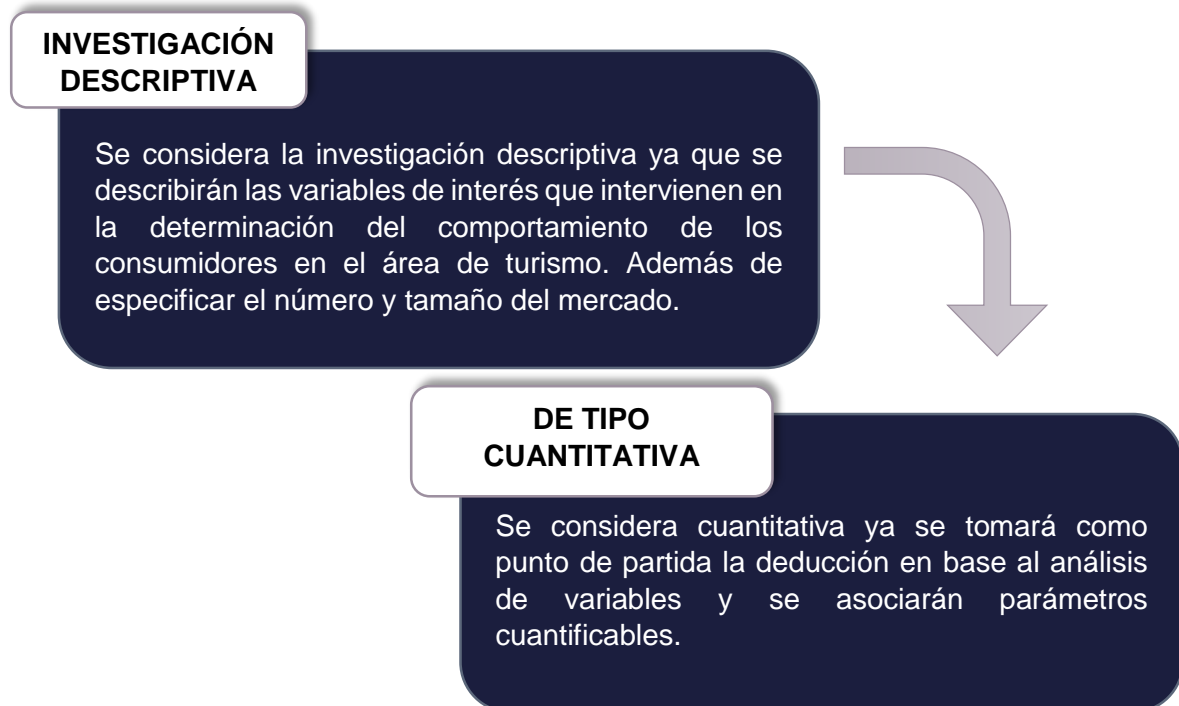 INVESTIGACIÓN
DESCRIPTIVA
Se considera la investigación descriptiva ya que se
describirán las variables de interés que intervienen en
la determinación del comportamiento de los
consumidores en el área de turismo. Además de
especificar el número y tamaño del mercado.
DE TIPO
CUANTITATIVA
Se considera cuantitativa ya se tomará como
punto de partida la deducción en base al análisis
de variables y se asociarán parámetros
cuantificables.